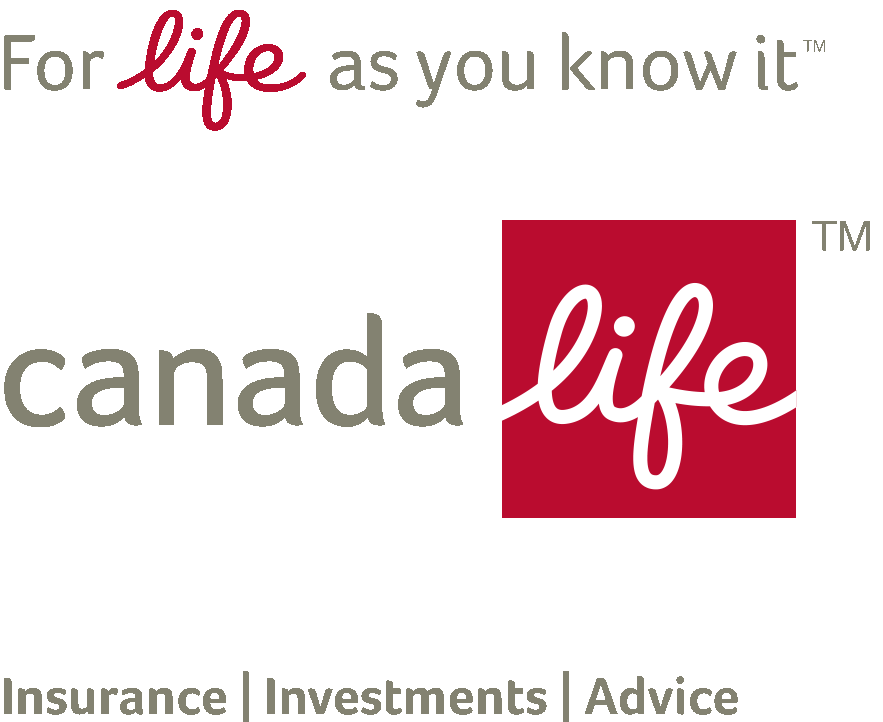 For life as you know it™
canada life™
Insurance | Investments | Advice